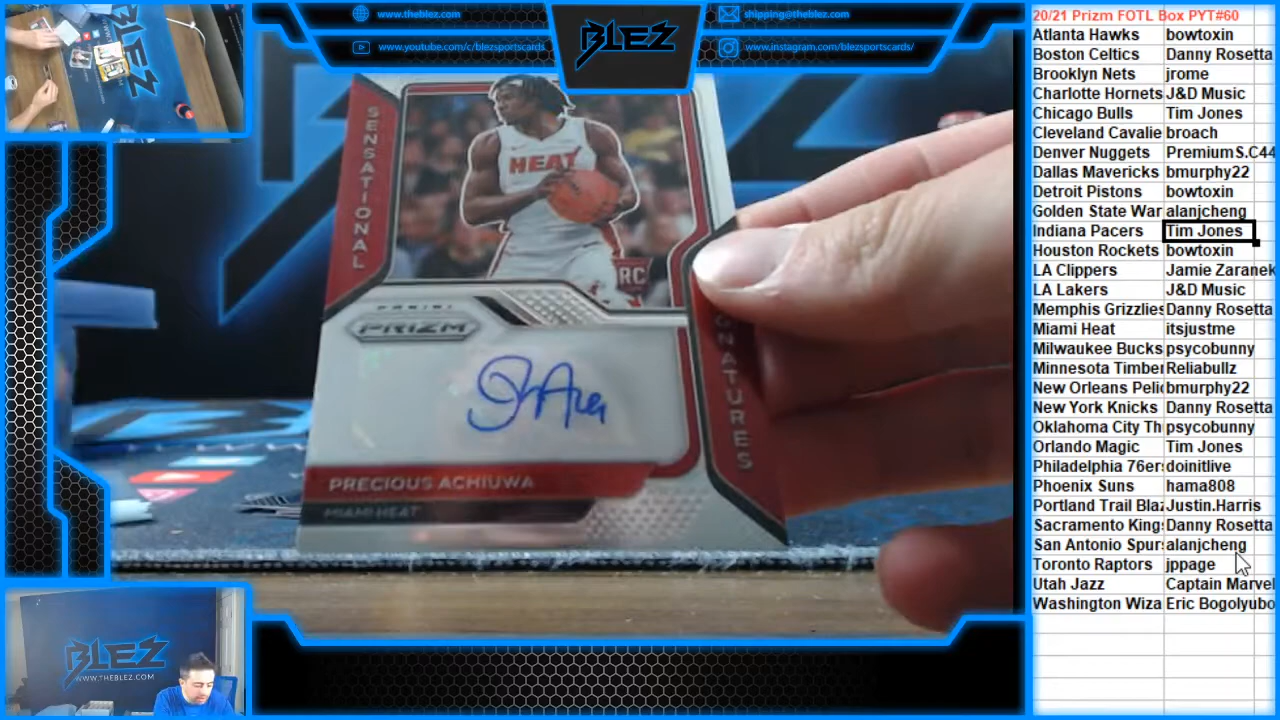 www.theblez.com
www.youtube.com/c/blezsportscards
BLEZ
shipping@theblez.com
www.instagram.com/blezsportscards/
SENSATIONAL
HEAT
RC
PANINI
PRIZM
GNATURES
PRECIOUS ACHIUWA
MIAMI HEAT
BLEZ
WWW.THEBLEZ.COM
20/21 Prizm FOTL Box PYT#60
Atlanta Hawks bowtoxin
Boston Celtics Danny Rosetta
Brooklyn Nets jrome
Charlotte Hornets J&D Music
Chicago Bulls Tim Jones
Cleveland Cavalie broach
Denver Nuggets PremiumS.C44
Dallas Mavericks bmurphy22
Detroit Pistons bowtoxin
Golden State War alanjcheng
Indiana Pacers Tim Jones
Houston Rockets bowtoxin
LA Clippers Jamie Zaranek
LA Lakers J&D Music
Memphis Grizzlies Danny Rosetta
Miami Heat itsjustme
Milwaukee Bucks psycobunny
Minnesota Timber Reliabullz
New Orleans Pelic bmurphy22
New York Knicks Danny Rosetta
Oklahoma City Th psycobunny
Orlando Magic Tim Jones
Philadelphia 76ers doinitlive
Phoenix Suns hama808
Portland Trail Blaz Justin.Harris
Sacramento Kings Danny Rosetta
San Antonio Spurs alanjcheng
Toronto Raptors jppage
Utah Jazz Captain Marvel
Washington Wiza Eric Bogolyubo